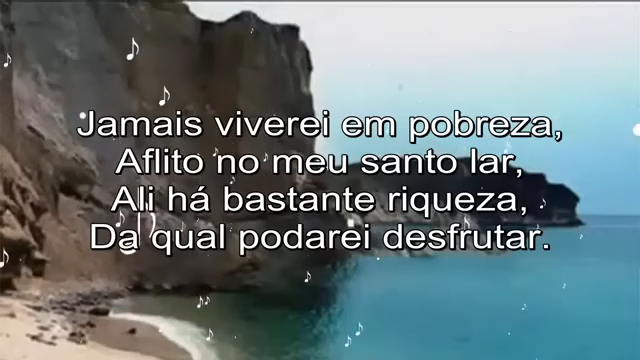 Jamais viverei em pobreza,
Aflito no meu santo lar,
Ali há bastante riqueza,
Da qual podarei desfrutar.